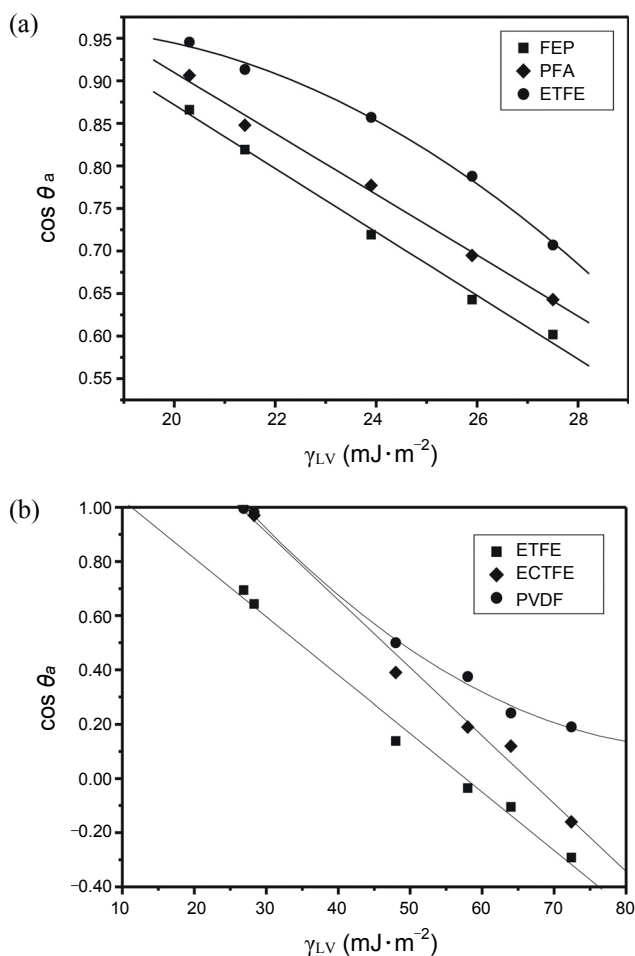 (a)
0.95
0.90
0.85
0.80
0.75
0.70
0.65
0.60
0.55
cos θ a
FEP
PFA
ETFE
20
22
24
26
28
γLV (mJ·m−2)
(b)
1.00
0.80
0.60
0.40
0.20
0.00
−0.20
−0.40
cos θa
ETFE
ECTFE
PVDF
10
20
30
40
50
60
70
80
γLV (mJ·m−2)